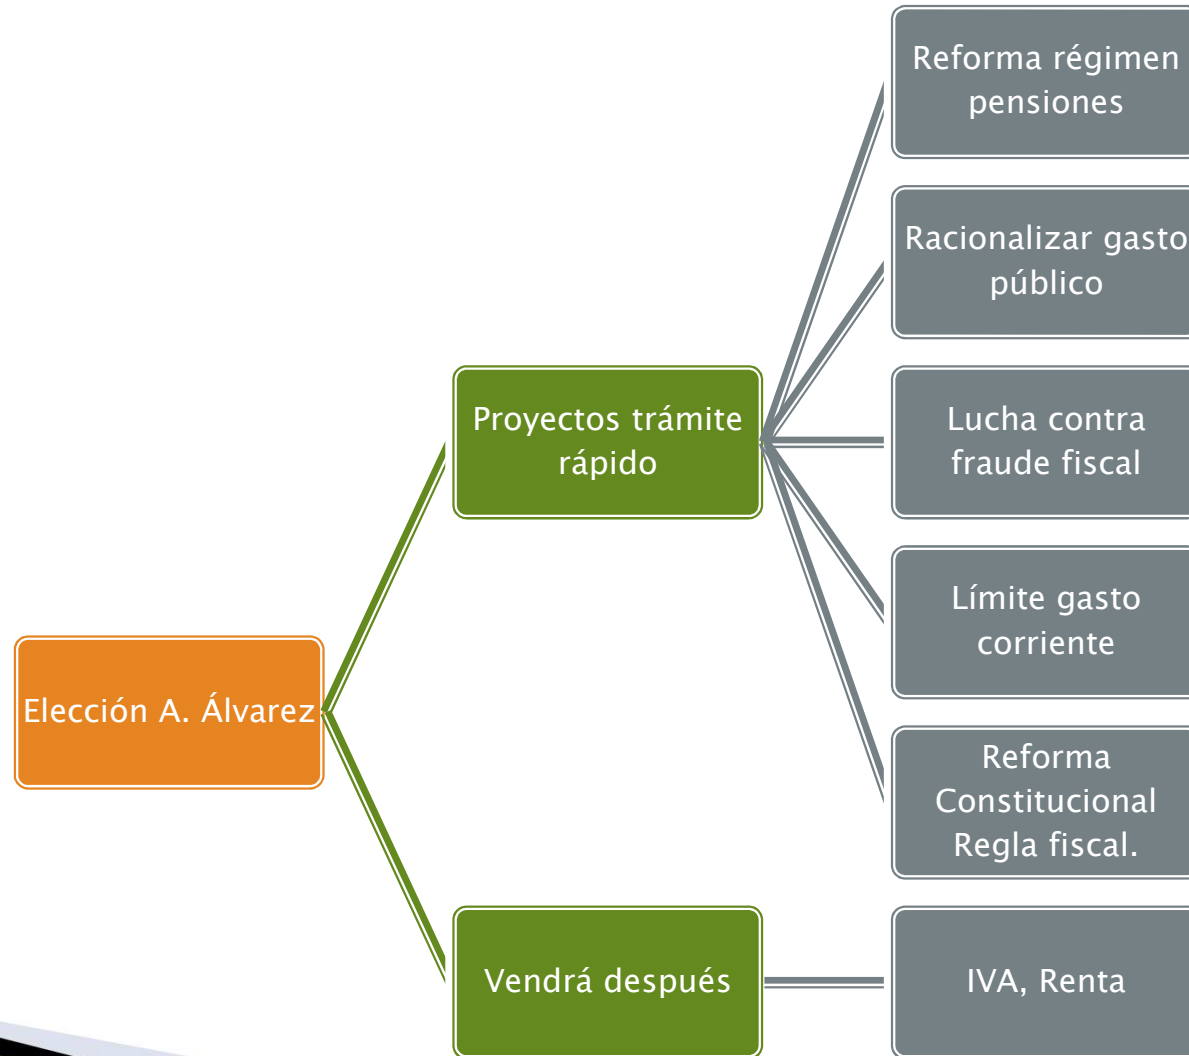 Elección A. Álvarez
Proyectos trámite
rápido
Reforma régimen
pensiones
Racionalizar gasto
público
Lucha contra
fraude fiscal
Límite gasto
corriente
Reforma
Constitucional
Regla fiscal.
Vendrá después
IVA, Renta